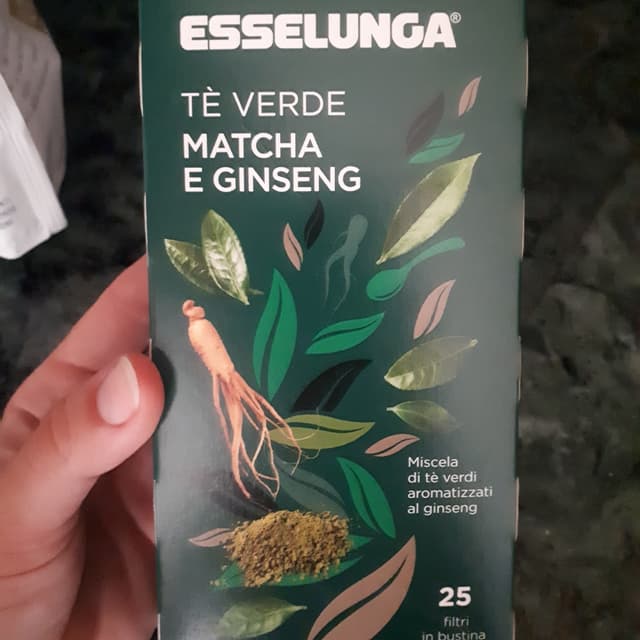 ESSELUNGA®
TÈ VERDE
MATCHA
E GINSENG
Miscela
di tè verdi
aromatizzati
al ginseng
25
filtri
in bustina